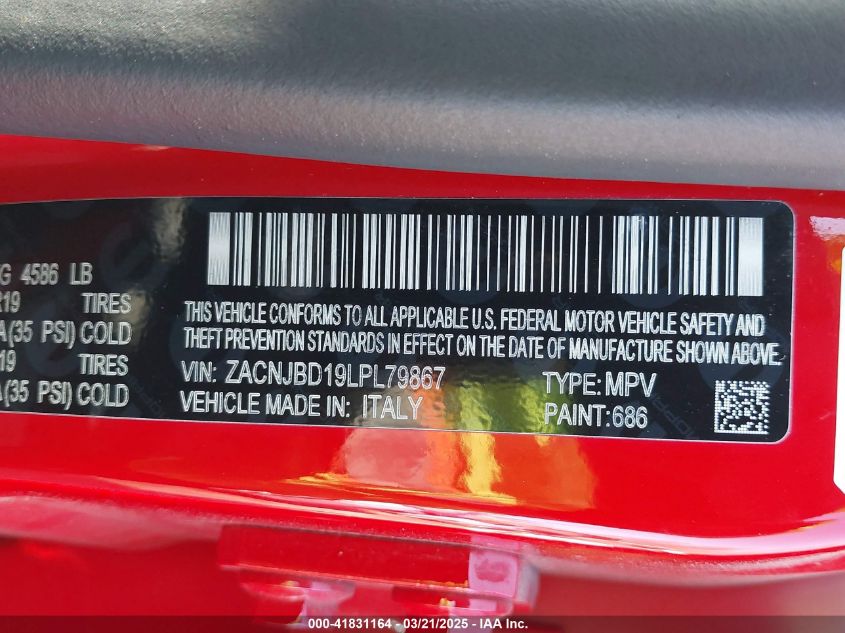 G 4586 LB
R19 TIRES
A(35 PSI) COLD
19 TIRES
A(35 PSI) COLD
THIS VEHICLE CONFORMS TO ALL APPLICABLE U.S. FEDERAL MOTOR VEHICLE SAFETY AND
THEFT PREVENTION STANDARDS IN EFFECT ON THE DATE OF MANUFACTURE SHOWN ABOVE.
VIN: ZACNJBD19LPL79867 TYPE: MPV
VEHICLE MADE IN: ITALY PAINT:686
000-41831164 / 03/21/2025 - IAA Inc.